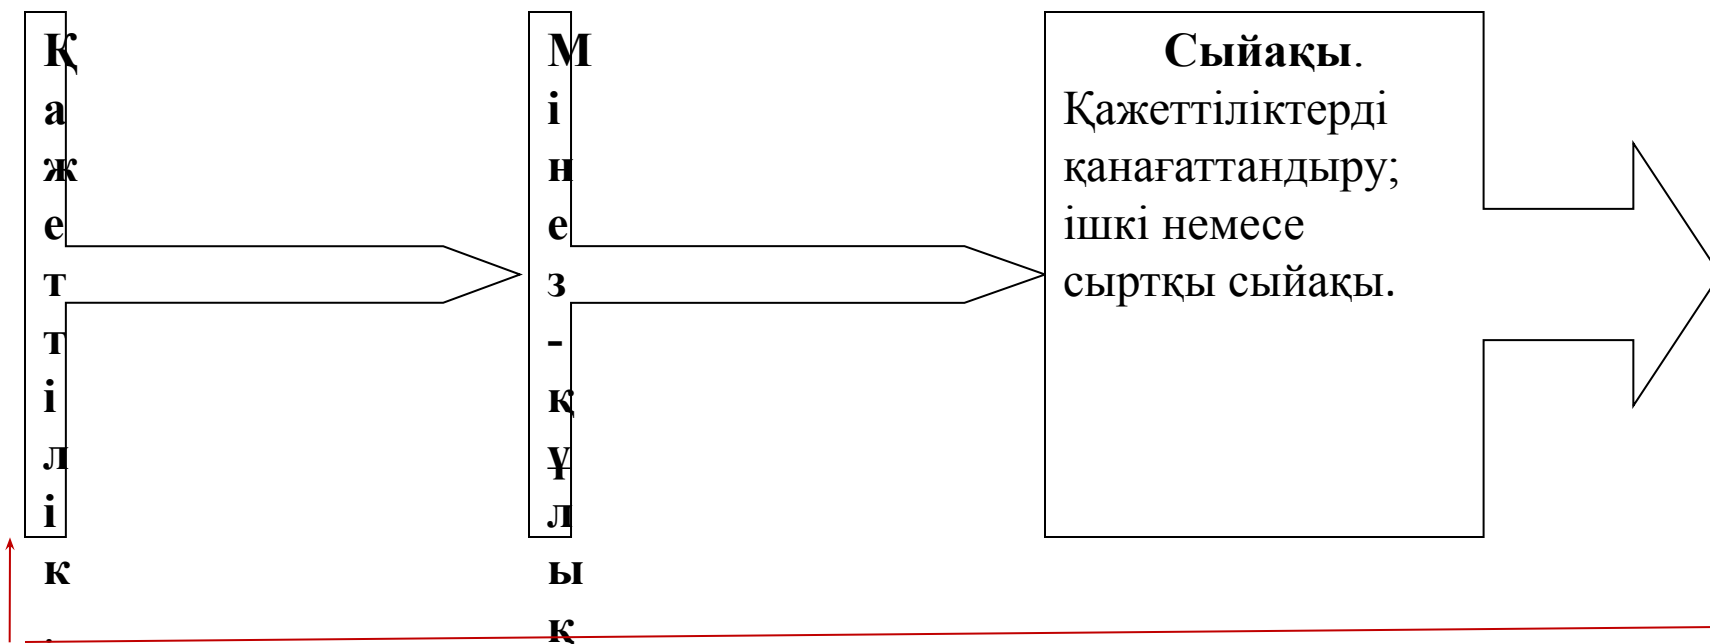 Қажеттілік.
Мінез-құлық
Сыйақы.
Қажеттіліктерді
қанағаттандыру;
ішкі немесе
сыртқы сыйақы.